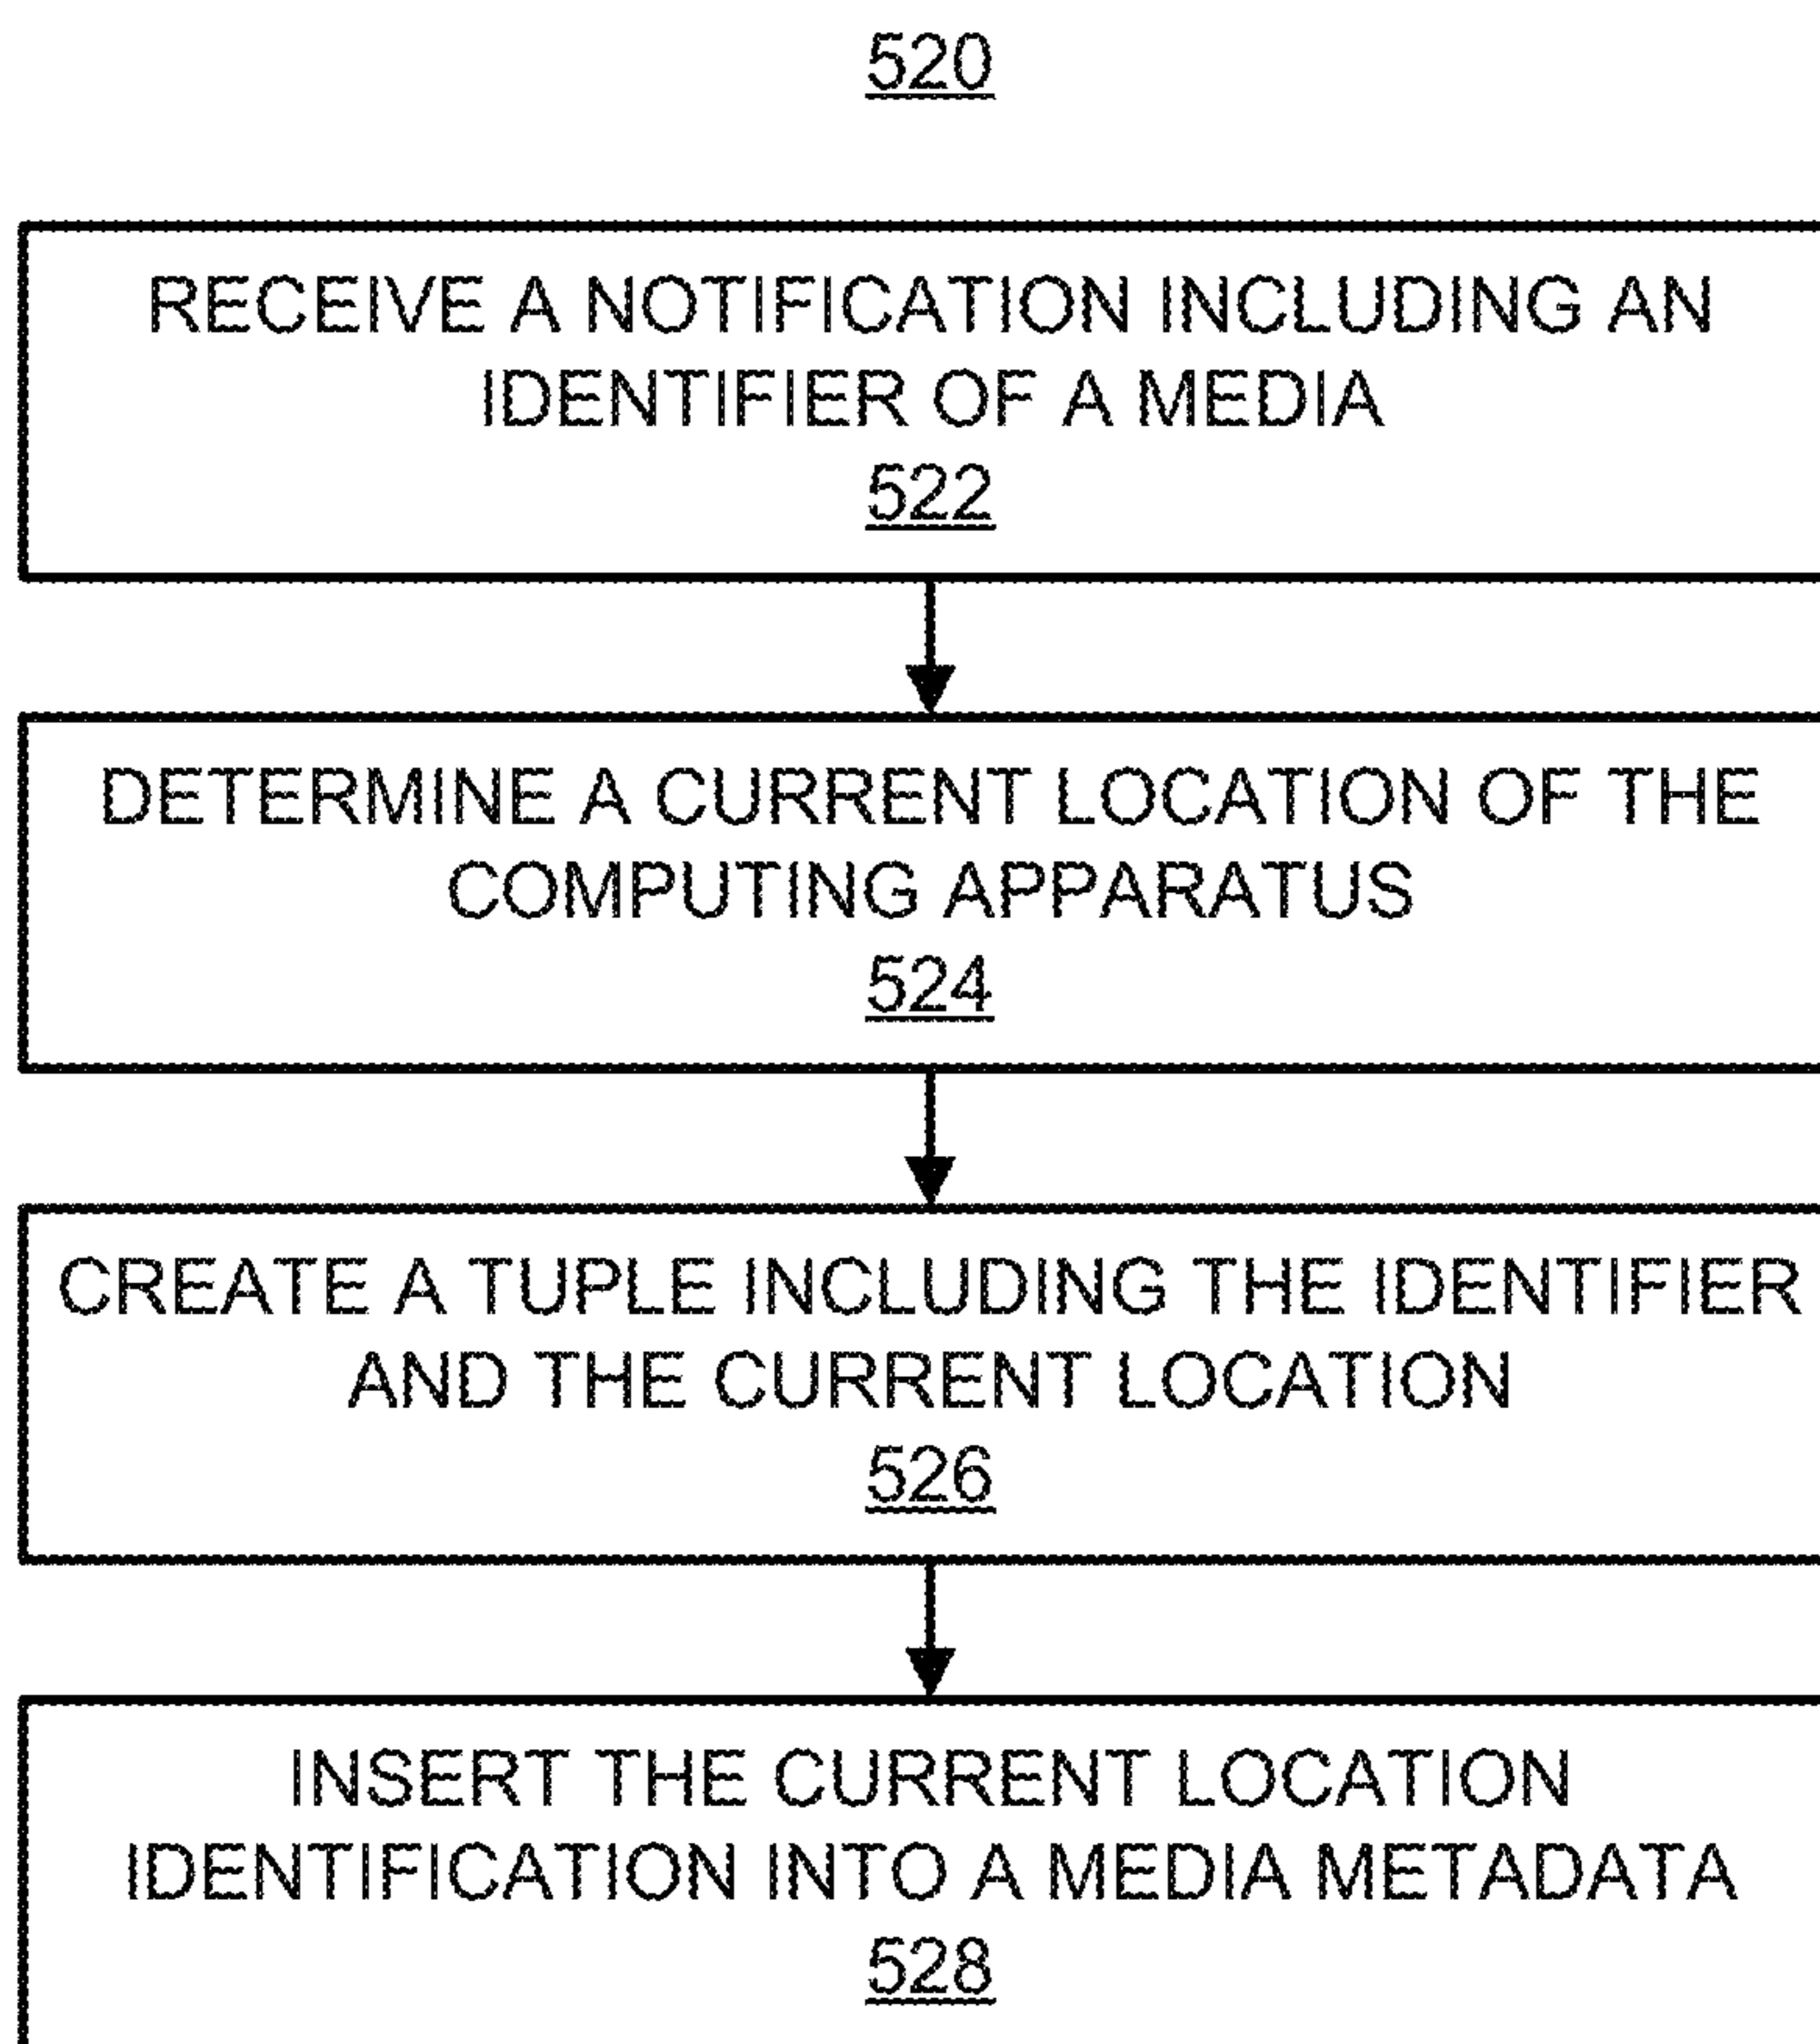 520
RECEIVE A NOTIFICATION INCLUDING AN
IDENTIFIER OF A MEDIA
522
DETERMINE A CURRENT LOCATION OF THE
COMPUTING APPARATUS
524
CREATE A TUPLE INCLUDING THE IDENTIFIER
AND THE CURRENT LOCATION
526
INSERT THE CURRENT LOCATION
IDENTIFICATION INTO A MEDIA METADATA
528